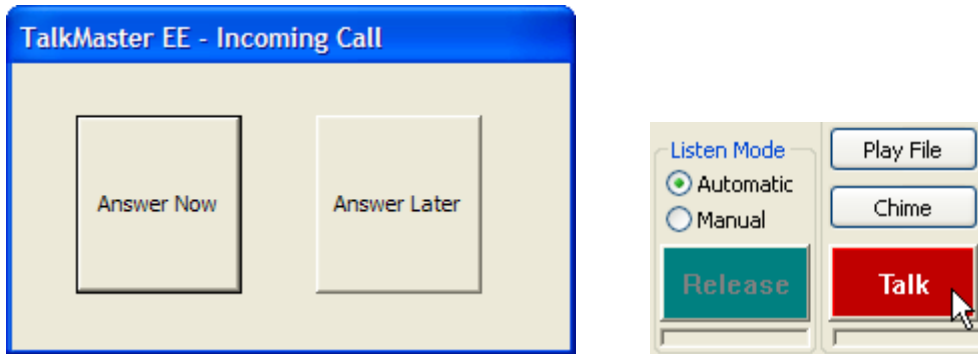 TalkMaster EE - Incoming Call
Answer Now
Answer Later
Listen Mode
Automatic
Manual
Release
Play File
Chime
Talk